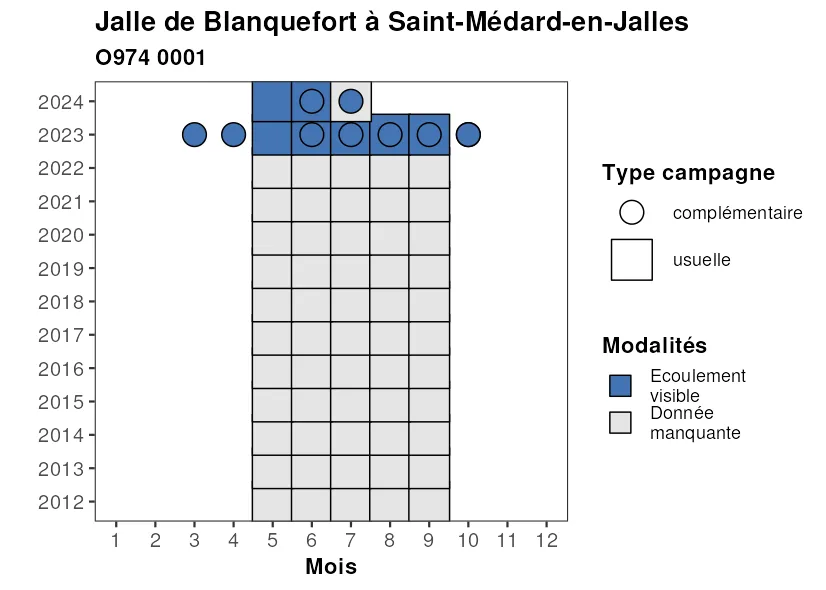 Jalle de Blanquefort à Saint-Médard-en-Jalles
O974 0001
2024
2023
2022
2021
2020
2019
2018
2017
2016
2015
2014
2013
2012
1 2 3 4 5 6 7 8 9 10 11 12
Mois
Type campagne
complémentaire
usuelle
Modalités
Ecoulement
visible
Donnée
manquante